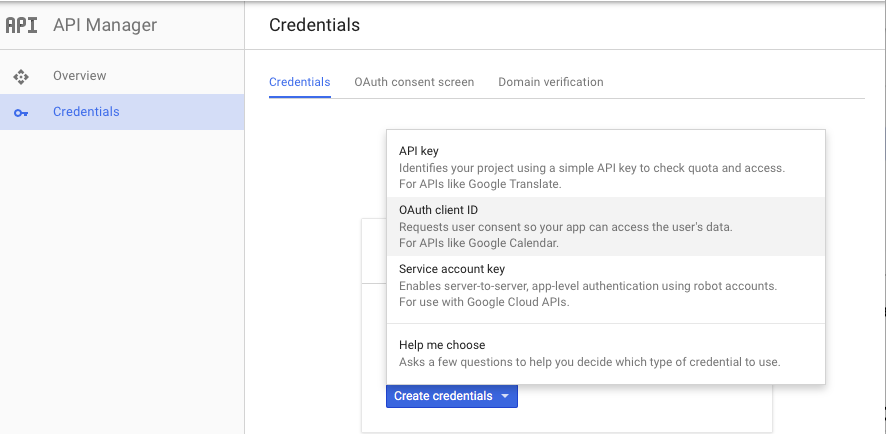 API API Manager
Credentials
Overview
Credentials
Credentials OAuth consent screen Domain verification
API key
Identifies your project using a simple API key to check quota and access.
For APIs like Google Translate.
OAuth client ID
Requests user consent so your app can access the user's data.
For APIs like Google Calendar.
Service account key
Enables server-to-server, app-level authentication using robot accounts.
For use with Google Cloud APIs.
Help me choose
Asks a few questions to help you decide which type of credential to use.
Create credentials